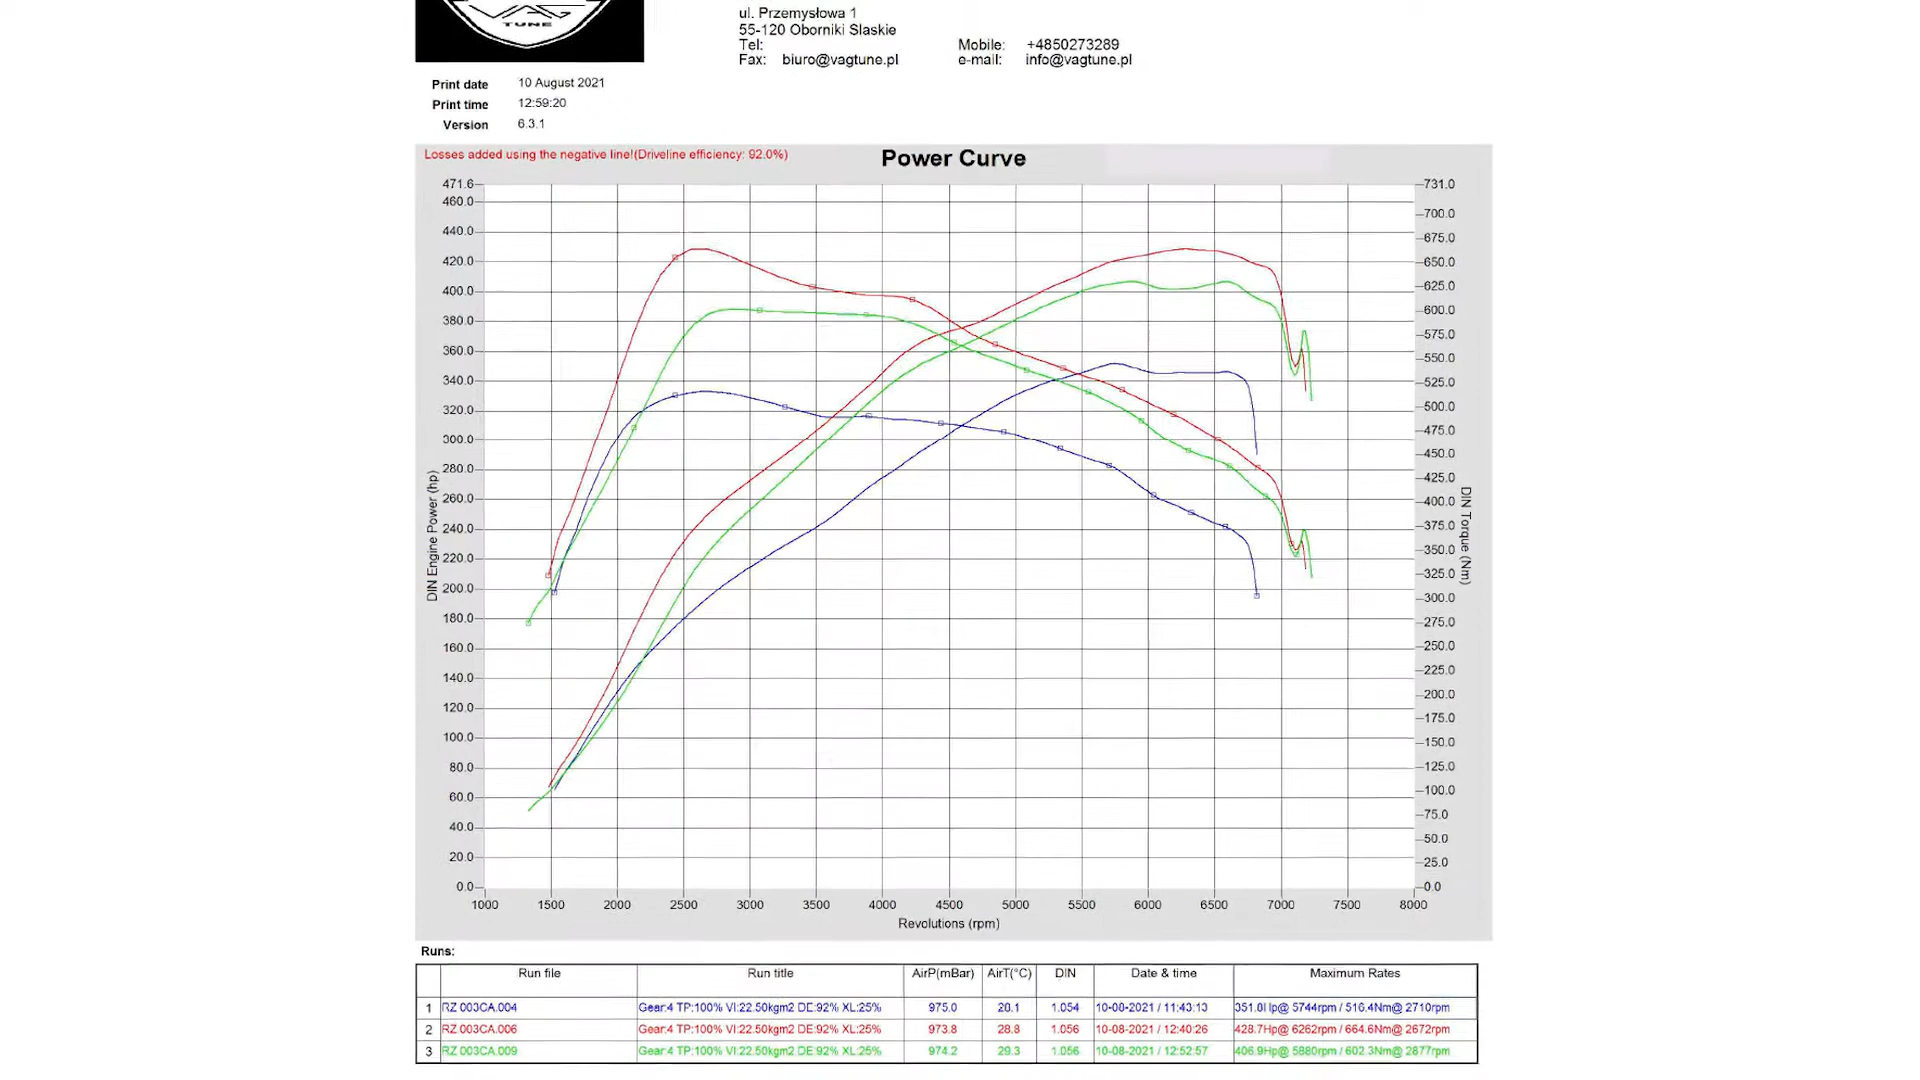 TUNE
ul. Przemysłowa 1
55-120 Oborniki Slaskie
Tel: Mobile: +4850273289
Fax: biuro@vagtune.pl e-mail: info@vagtune.pl
Print date 10 August 2021
Print time 12:59:20
Version 6.3.1
Losses added using the negative line!(Driveline efficiency: 92.0%)
Power Curve
471.6
460.0
440.0
420.0
400.0
380.0
360.0
340.0
320.0
300.0
280.0
260.0
240.0
220.0
200.0
180.0
160.0
140.0
120.0
100.0
80.0
60.0
40.0
20.0
0.0
DIN Engine Power (hp)
731.0
700.0
675.0
650.0
625.0
600.0
575.0
550.0
525.0
500.0
475.0
450.0
425.0
400.0
375.0
350.0
325.0
300.0
275.0
250.0
225.0
200.0
175.0
150.0
125.0
100.0
75.0
50.0
25.0
0.0
DIN Torque (Nm)
1000 1500 2000 2500 3000 3500 4000 4500 5000 5500 6000 6500 7000 7500 8000
Revolutions (rpm)
Runs:
Run file Run title AirP(mBar) AirT(°C) DIN Date & time Maximum Rates
1 RZ 003CA.004 Gear:4 TP:100% VI:22.50kgm2 DE:92% XL:25% 975.0 1.054 10-08-2021 / 11:43:13 5744rpm / 516.4Nm@ 2710rpm
2 RZ 003CA.006 Gear:4 TP:100% VI:22.50kgm2 DE:92% XL:25% 973.8 28.8 1.056 10-08-2021 / 12:40:26 428.7Hp@ 6262rpm / 664.6Nm@ 2672rpm
3 RZ 003CA.009 Gear:4 TP:100% VI:22.50kgm2 DE:92% XL:25% 974.2 29.3 1.056 10-08-2021 / 12:52:57 406.9Hp@ 5880rpm / 602.3Nm@ 2877rpm